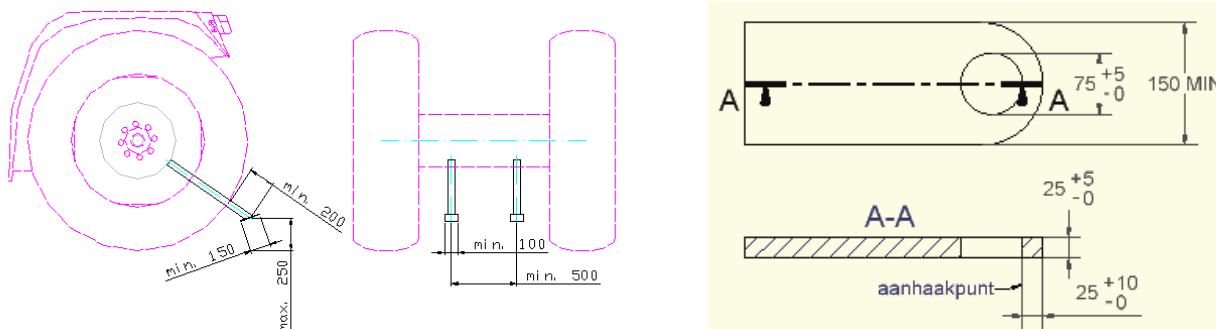 min. 200
min. 150
max. 250
min. 100
min. 500
A
A
75 +5 -0
150 MIN
A-A
25 +5 -0
aanhaakpunt
25 +10 -0